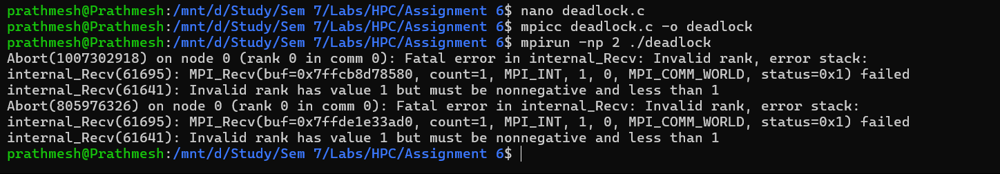 prathmesh@Prathmesh:/mnt/d/Study/Sem 7/Labs/HPC/Assignment 6$ nano deadlock.c
prathmesh@Prathmesh:/mnt/d/Study/Sem 7/Labs/HPC/Assignment 6$ mpicc deadlock.c -o deadlock
prathmesh@Prathmesh:/mnt/d/Study/Sem 7/Labs/HPC/Assignment 6$ mpirun -np 2 ./deadlock
Abort(1007302918) on node 0 (rank 0 in comm 0): Fatal error in internal_Recv: Invalid rank, error stack:
internal_Recv(61695): MPI_Recv(buf=0x7ffcb8d78580, count=1, MPI_INT, 1, 0, MPI_COMM_WORLD, status=0x1) failed
internal_Recv(61641): Invalid rank has value 1 but must be nonnegative and less than 1
Abort(805976326) on node 0 (rank 0 in comm 0): Fatal error in internal_Recv: Invalid rank, error stack:
internal_Recv(61695): MPI_Recv(buf=0x7ffde1e33ad0, count=1, MPI_INT, 1, 0, MPI_COMM_WORLD, status=0x1) failed
internal_Recv(61641): Invalid rank has value 1 but must be nonnegative and less than 1
prathmesh@Prathmesh:/mnt/d/Study/Sem 7/Labs/HPC/Assignment 6$